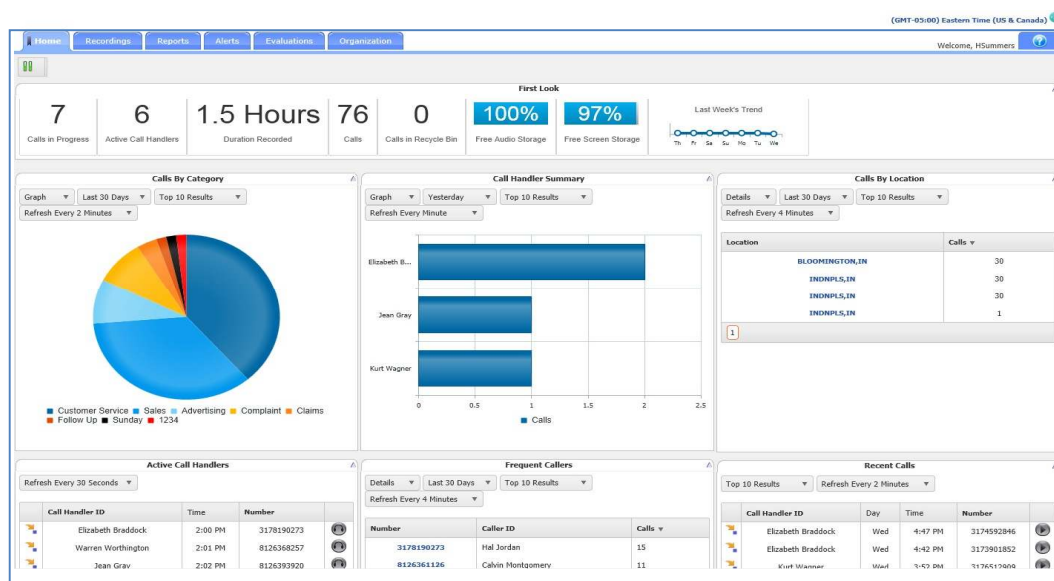 (GMT-05:00) Eastern Time (US & Canada)
Home Recordings Reports Alerts Evaluations Organization
Welcome, HSummers
First Look
7 6 1.5 Hours 76 0 100% 97%
Calls in Progress Active Call Handlers Duration Recorded Calls Calls in Recycle Bin Free Audio Storage Free Screen Storage
Last Week's Trend
Th Fr Sa Su Mo Tu We
Calls By Category
Graph Last 30 Days Top 10 Results
Refresh Every 2 Minutes
Customer Service Sales Advertising Complaint Claims
Follow Up Sunday 1234
Call Handler Summary
Graph Yesterday Top 10 Results
Refresh Every Minute
Elizabeth B...
Jean Gray
Kurt Wagner
0 0.5 1 1.5 2 2.5
Calls
Calls By Location
Details Last 30 Days Top 10 Results
Refresh Every 4 Minutes
Location Calls
BLOOMINGTON,IN 30
INDNPLS,IN 30
INDNPLS,IN 30
INDNPLS,IN 1
1
Active Call Handlers
Refresh Every 30 Seconds
Call Handler ID Time Number
Elizabeth Braddock 2:00 PM 3178190273
Warren Worthington 2:01 PM 8126368257
Jean Gray 2:02 PM 8126393920
Frequent Callers
Details Last 30 Days Top 10 Results
Refresh Every 4 Minutes
Number Caller ID Calls
3178190273 Hal Jordan 15
8126361126 Calvin Montgomery 11
Recent Calls
Top 10 Results Refresh Every 2 Minutes
Call Handler ID Day Time Number
Elizabeth Braddock Wed 4:47 PM 3174592846
Elizabeth Braddock Wed 4:42 PM 3173901852
Kurt Wagner Wed 3:52 PM 3176512909